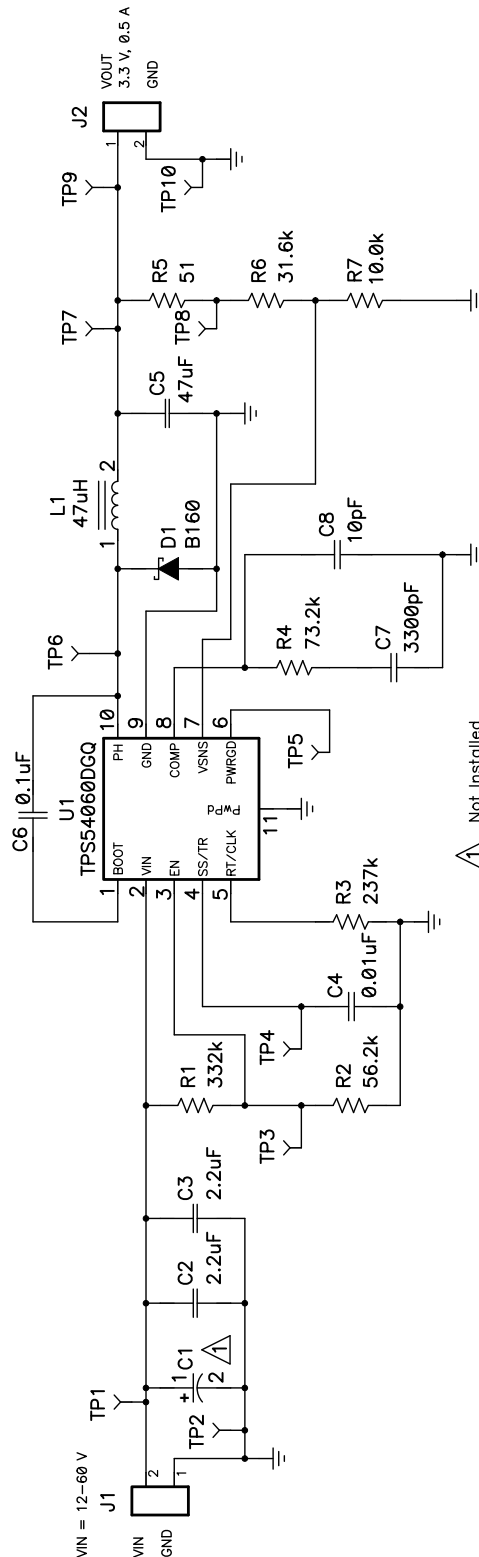 VIN = 12-60 V
J1
VIN
GND
2
1
TP1
TP2
+
1
C1
2
1
C2
2.2uF
C3
2.2uF
R1
332k
TP3
R2
56.2k
TP4
C4
0.01uF
R3
237k
C6
0.1uF
U1
TPS54060DGQ
1
BOOT
2
VIN
3
EN
4
SS/TR
5
RT/CLK
10
PH
9
GND
8
COMP
7
VSNS
6
PWRGD
PwPd
11
TP5
TP6
L1
47uH
1
2
D1
B160
C5
47uF
R4
73.2k
C7
3300pF
C8
10pF
TP7
R5
51
TP8
R6
31.6k
R7
10.0k
TP9
TP10
J2
1
2
VOUT
3.3 V, 0.5 A
GND
1
Not Installed